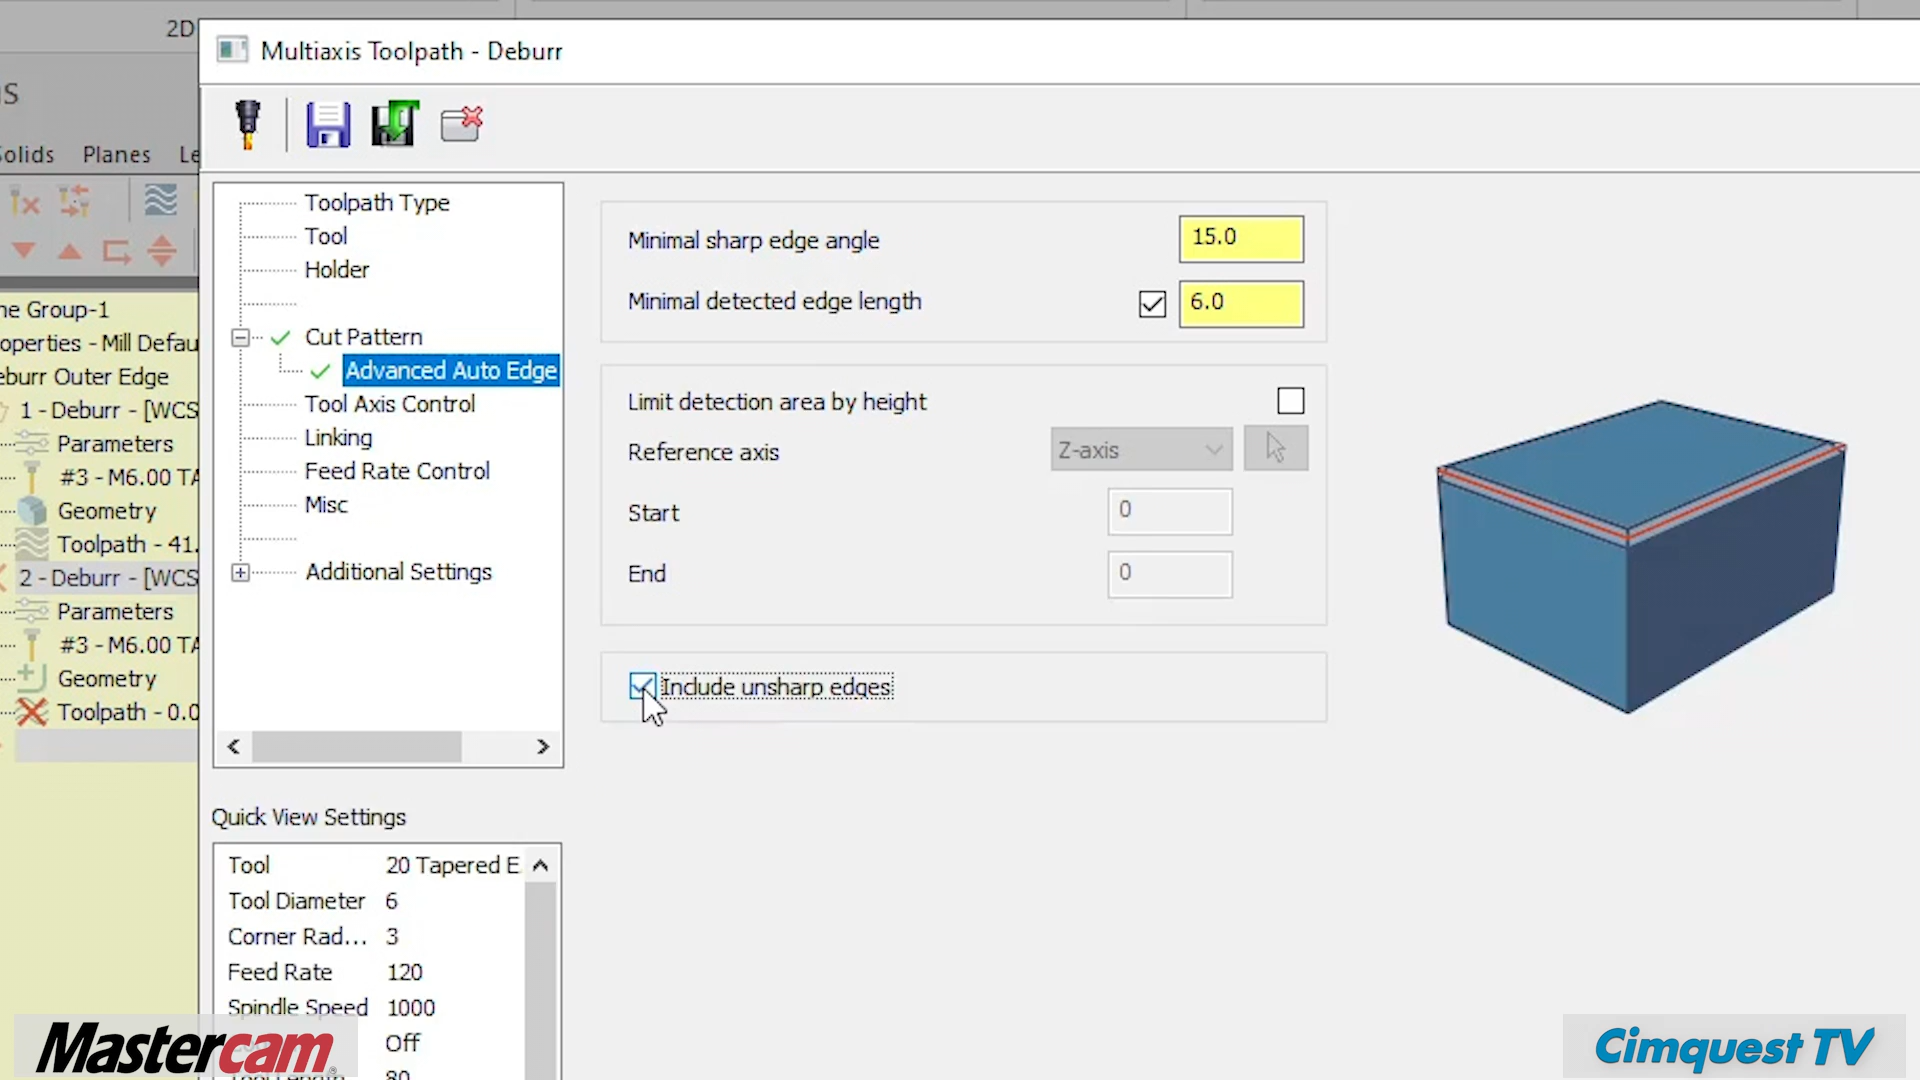 2D
Multiaxis Toolpath - Deburr
Solids Planes Le
Toolpath Type
Tool
Holder
Cut Pattern
Advanced Auto Edge
Tool Axis Control
Linking
Feed Rate Control
Misc
Additional Settings
ne Group-1
operties - Mill Defau
eburr Outer Edge
1 - Deburr - [WCS
Parameters
#3 - M6.00 TA
Geometry
Toolpath - 41.
2 - Deburr - [WCS
Parameters
#3 - M6.00 TA
Geometry
Toolpath - 0.0
Minimal sharp edge angle 15.0
Minimal detected edge length 6.0
Limit detection area by height
Reference axis Z-axis
Start 0
End 0
Include unsharp edges
Quick View Settings
Tool 20 Tapered E
Tool Diameter 6
Corner Rad... 3
Feed Rate 120
Spindle Speed 1000
Off
80
Mastercam®
Cimquest TV